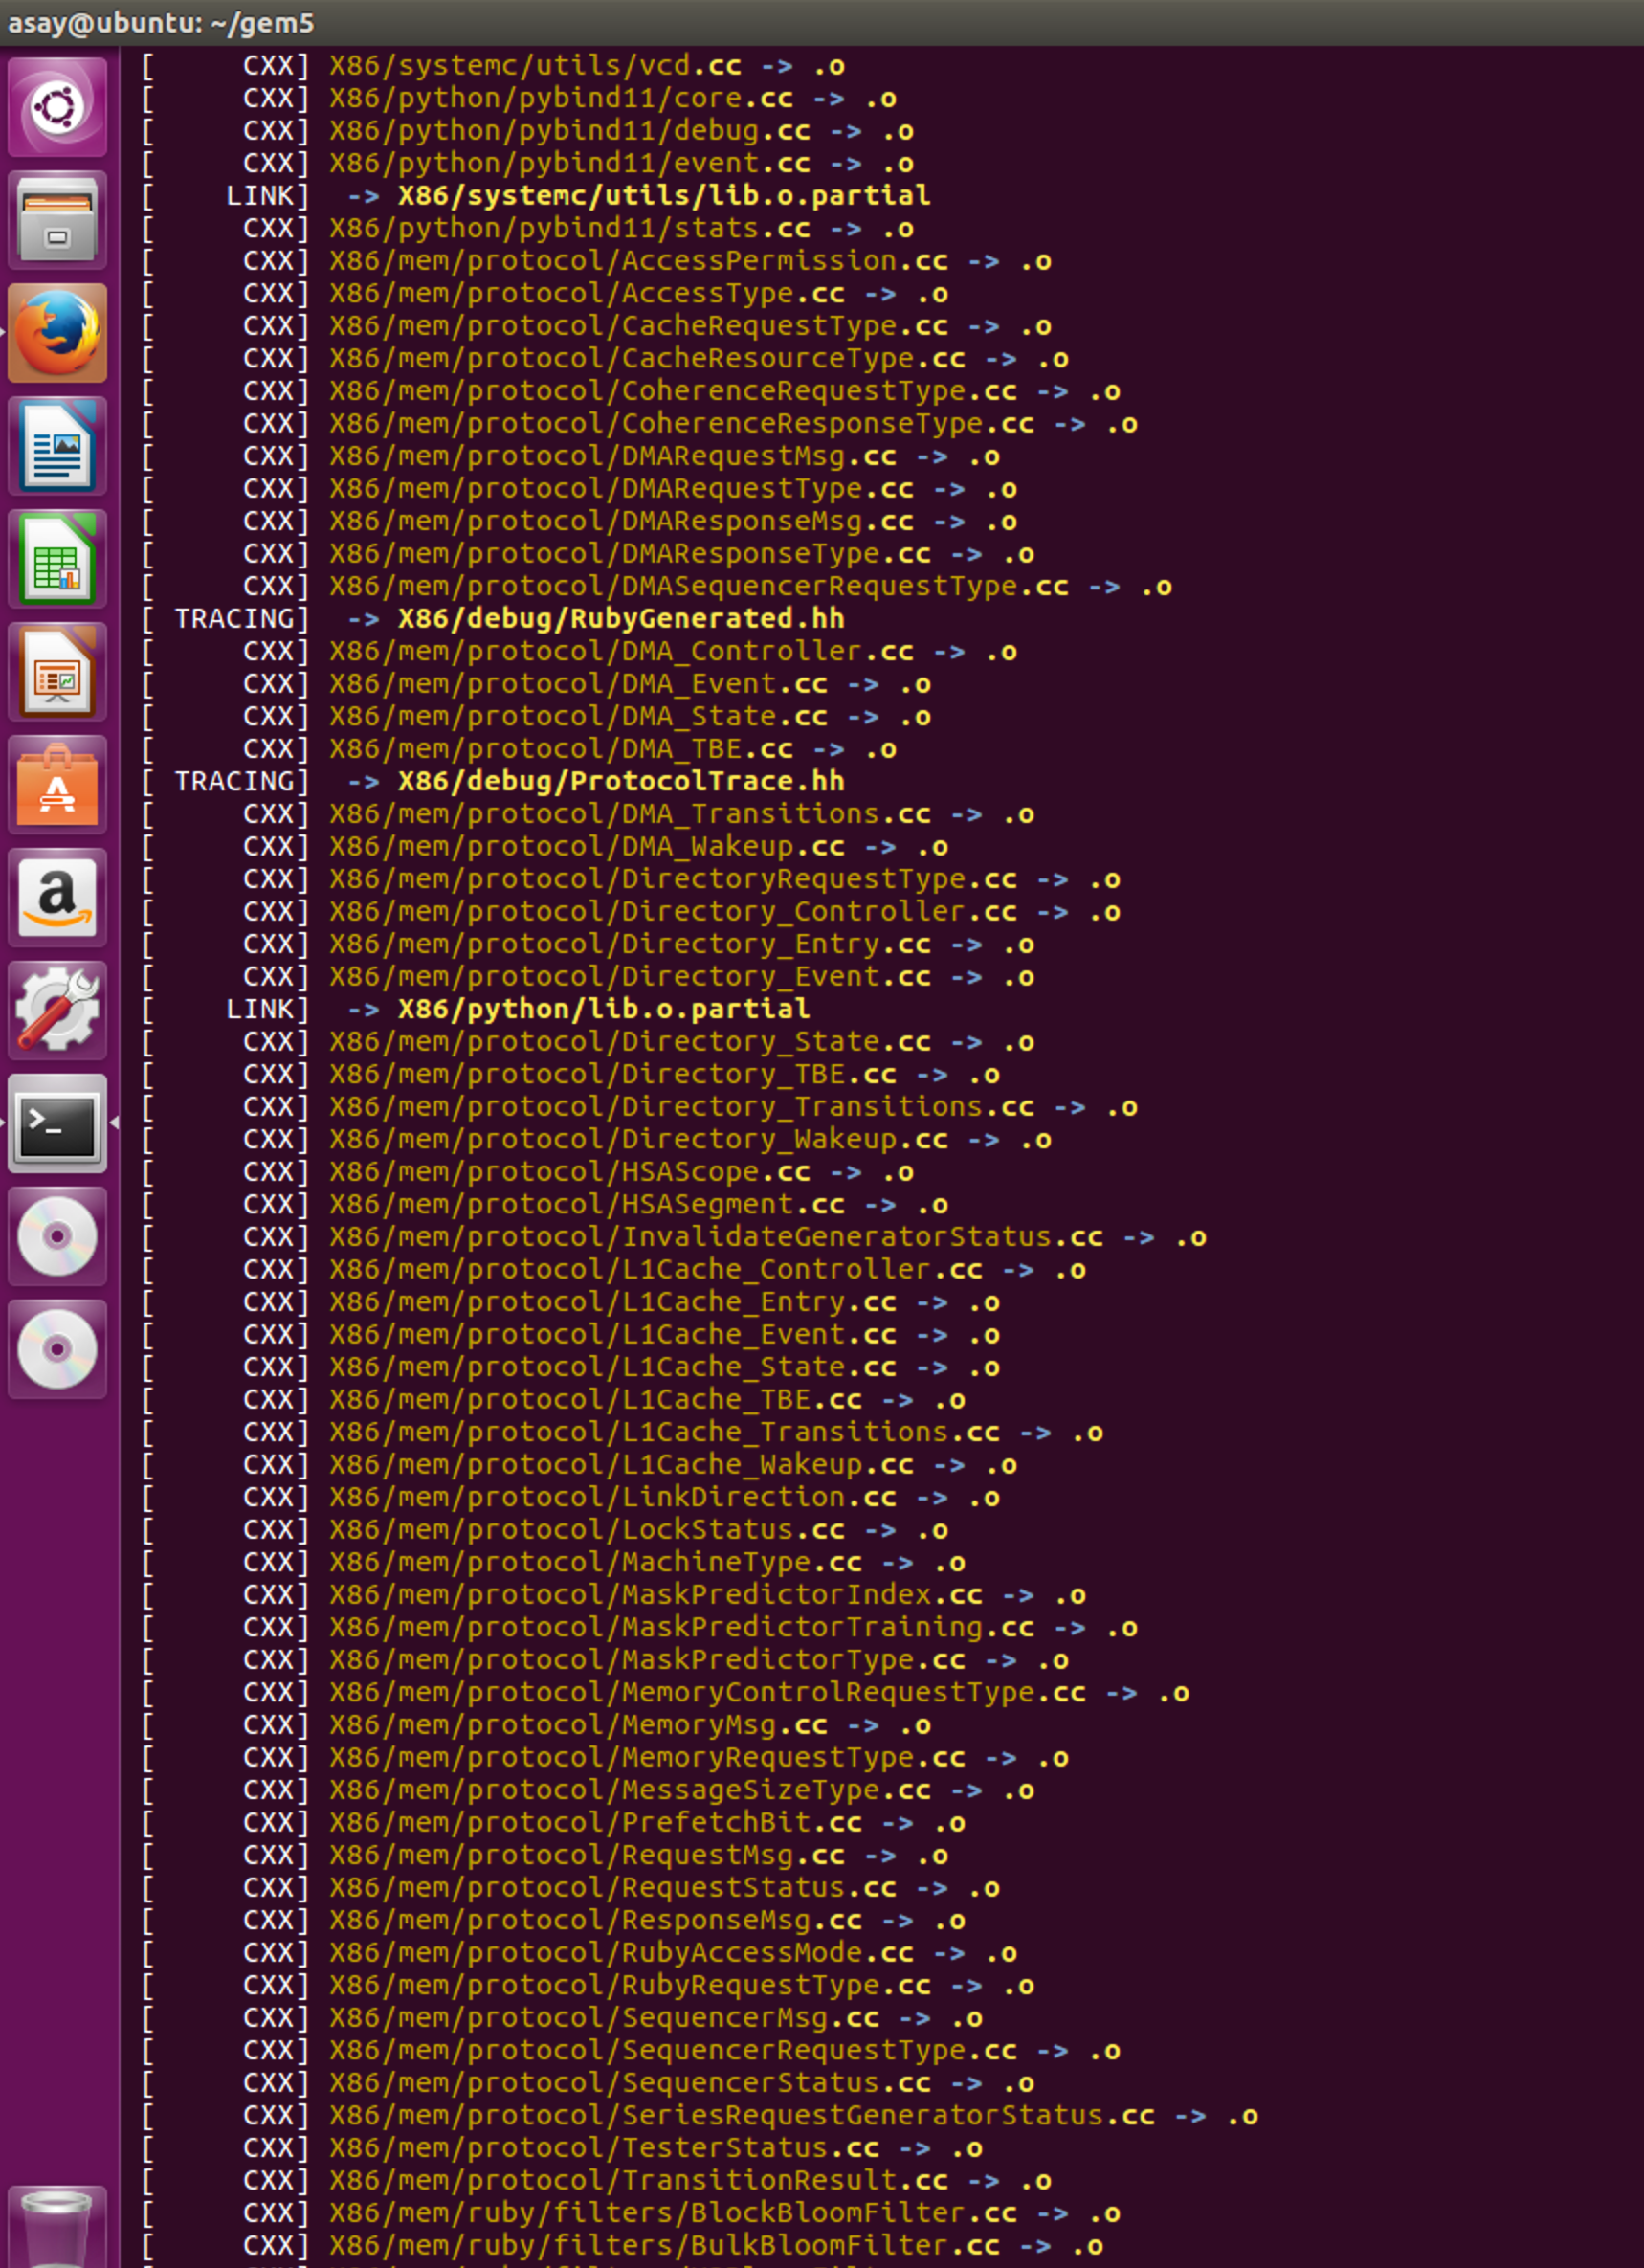 asay@ubuntu: ~/gem5
[     CXX] X86/systemc/utils/vcd.cc -> .o
[     CXX] X86/python/pybind11/core.cc -> .o
[     CXX] X86/python/pybind11/debug.cc -> .o
[     CXX] X86/python/pybind11/event.cc -> .o
[    LINK]  -> X86/systemc/utils/lib.o.partial
[     CXX] X86/python/pybind11/stats.cc -> .o
[     CXX] X86/mem/protocol/AccessPermission.cc -> .o
[     CXX] X86/mem/protocol/AccessType.cc -> .o
[     CXX] X86/mem/protocol/CacheRequestType.cc -> .o
[     CXX] X86/mem/protocol/CacheResourceType.cc -> .o
[     CXX] X86/mem/protocol/CoherenceRequestType.cc -> .o
[     CXX] X86/mem/protocol/CoherenceResponseType.cc -> .o
[     CXX] X86/mem/protocol/DMARequestMsg.cc -> .o
[     CXX] X86/mem/protocol/DMARequestType.cc -> .o
[     CXX] X86/mem/protocol/DMAResponseMsg.cc -> .o
[     CXX] X86/mem/protocol/DMAResponseType.cc -> .o
[     CXX] X86/mem/protocol/DMASequencerRequestType.cc -> .o
[ TRACING]  -> X86/debug/RubyGenerated.hh
[     CXX] X86/mem/protocol/DMA_Controller.cc -> .o
[     CXX] X86/mem/protocol/DMA_Event.cc -> .o
[     CXX] X86/mem/protocol/DMA_State.cc -> .o
[     CXX] X86/mem/protocol/DMA_TBE.cc -> .o
[ TRACING]  -> X86/debug/ProtocolTrace.hh
[     CXX] X86/mem/protocol/DMA_Transitions.cc -> .o
[     CXX] X86/mem/protocol/DMA_Wakeup.cc -> .o
[     CXX] X86/mem/protocol/DirectoryRequestType.cc -> .o
[     CXX] X86/mem/protocol/Directory_Controller.cc -> .o
[     CXX] X86/mem/protocol/Directory_Entry.cc -> .o
[     CXX] X86/mem/protocol/Directory_Event.cc -> .o
[    LINK]  -> X86/python/lib.o.partial
[     CXX] X86/mem/protocol/Directory_State.cc -> .o
[     CXX] X86/mem/protocol/Directory_TBE.cc -> .o
[     CXX] X86/mem/protocol/Directory_Transitions.cc -> .o
[     CXX] X86/mem/protocol/Directory_Wakeup.cc -> .o
[     CXX] X86/mem/protocol/HSAScope.cc -> .o
[     CXX] X86/mem/protocol/HSASegment.cc -> .o
[     CXX] X86/mem/protocol/InvalidateGeneratorStatus.cc -> .o
[     CXX] X86/mem/protocol/L1Cache_Controller.cc -> .o
[     CXX] X86/mem/protocol/L1Cache_Entry.cc -> .o
[     CXX] X86/mem/protocol/L1Cache_Event.cc -> .o
[     CXX] X86/mem/protocol/L1Cache_State.cc -> .o
[     CXX] X86/mem/protocol/L1Cache_TBE.cc -> .o
[     CXX] X86/mem/protocol/L1Cache_Transitions.cc -> .o
[     CXX] X86/mem/protocol/L1Cache_Wakeup.cc -> .o
[     CXX] X86/mem/protocol/LinkDirection.cc -> .o
[     CXX] X86/mem/protocol/LockStatus.cc -> .o
[     CXX] X86/mem/protocol/MachineType.cc -> .o
[     CXX] X86/mem/protocol/MaskPredictorIndex.cc -> .o
[     CXX] X86/mem/protocol/MaskPredictorTraining.cc -> .o
[     CXX] X86/mem/protocol/MaskPredictorType.cc -> .o
[     CXX] X86/mem/protocol/MemoryControlRequestType.cc -> .o
[     CXX] X86/mem/protocol/MemoryMsg.cc -> .o
[     CXX] X86/mem/protocol/MemoryRequestType.cc -> .o
[     CXX] X86/mem/protocol/MessageSizeType.cc -> .o
[     CXX] X86/mem/protocol/PrefetchBit.cc -> .o
[     CXX] X86/mem/protocol/RequestMsg.cc -> .o
[     CXX] X86/mem/protocol/RequestStatus.cc -> .o
[     CXX] X86/mem/protocol/ResponseMsg.cc -> .o
[     CXX] X86/mem/protocol/RubyAccessMode.cc -> .o
[     CXX] X86/mem/protocol/RubyRequestType.cc -> .o
[     CXX] X86/mem/protocol/SequencerMsg.cc -> .o
[     CXX] X86/mem/protocol/SequencerRequestType.cc -> .o
[     CXX] X86/mem/protocol/SequencerStatus.cc -> .o
[     CXX] X86/mem/protocol/SeriesRequestGeneratorStatus.cc -> .o
[     CXX] X86/mem/protocol/TesterStatus.cc -> .o
[     CXX] X86/mem/protocol/TransitionResult.cc -> .o
[     CXX] X86/mem/ruby/filters/BlockBloomFilter.cc -> .o
[     CXX] X86/mem/ruby/filters/BulkBloomFilter.cc -> .o